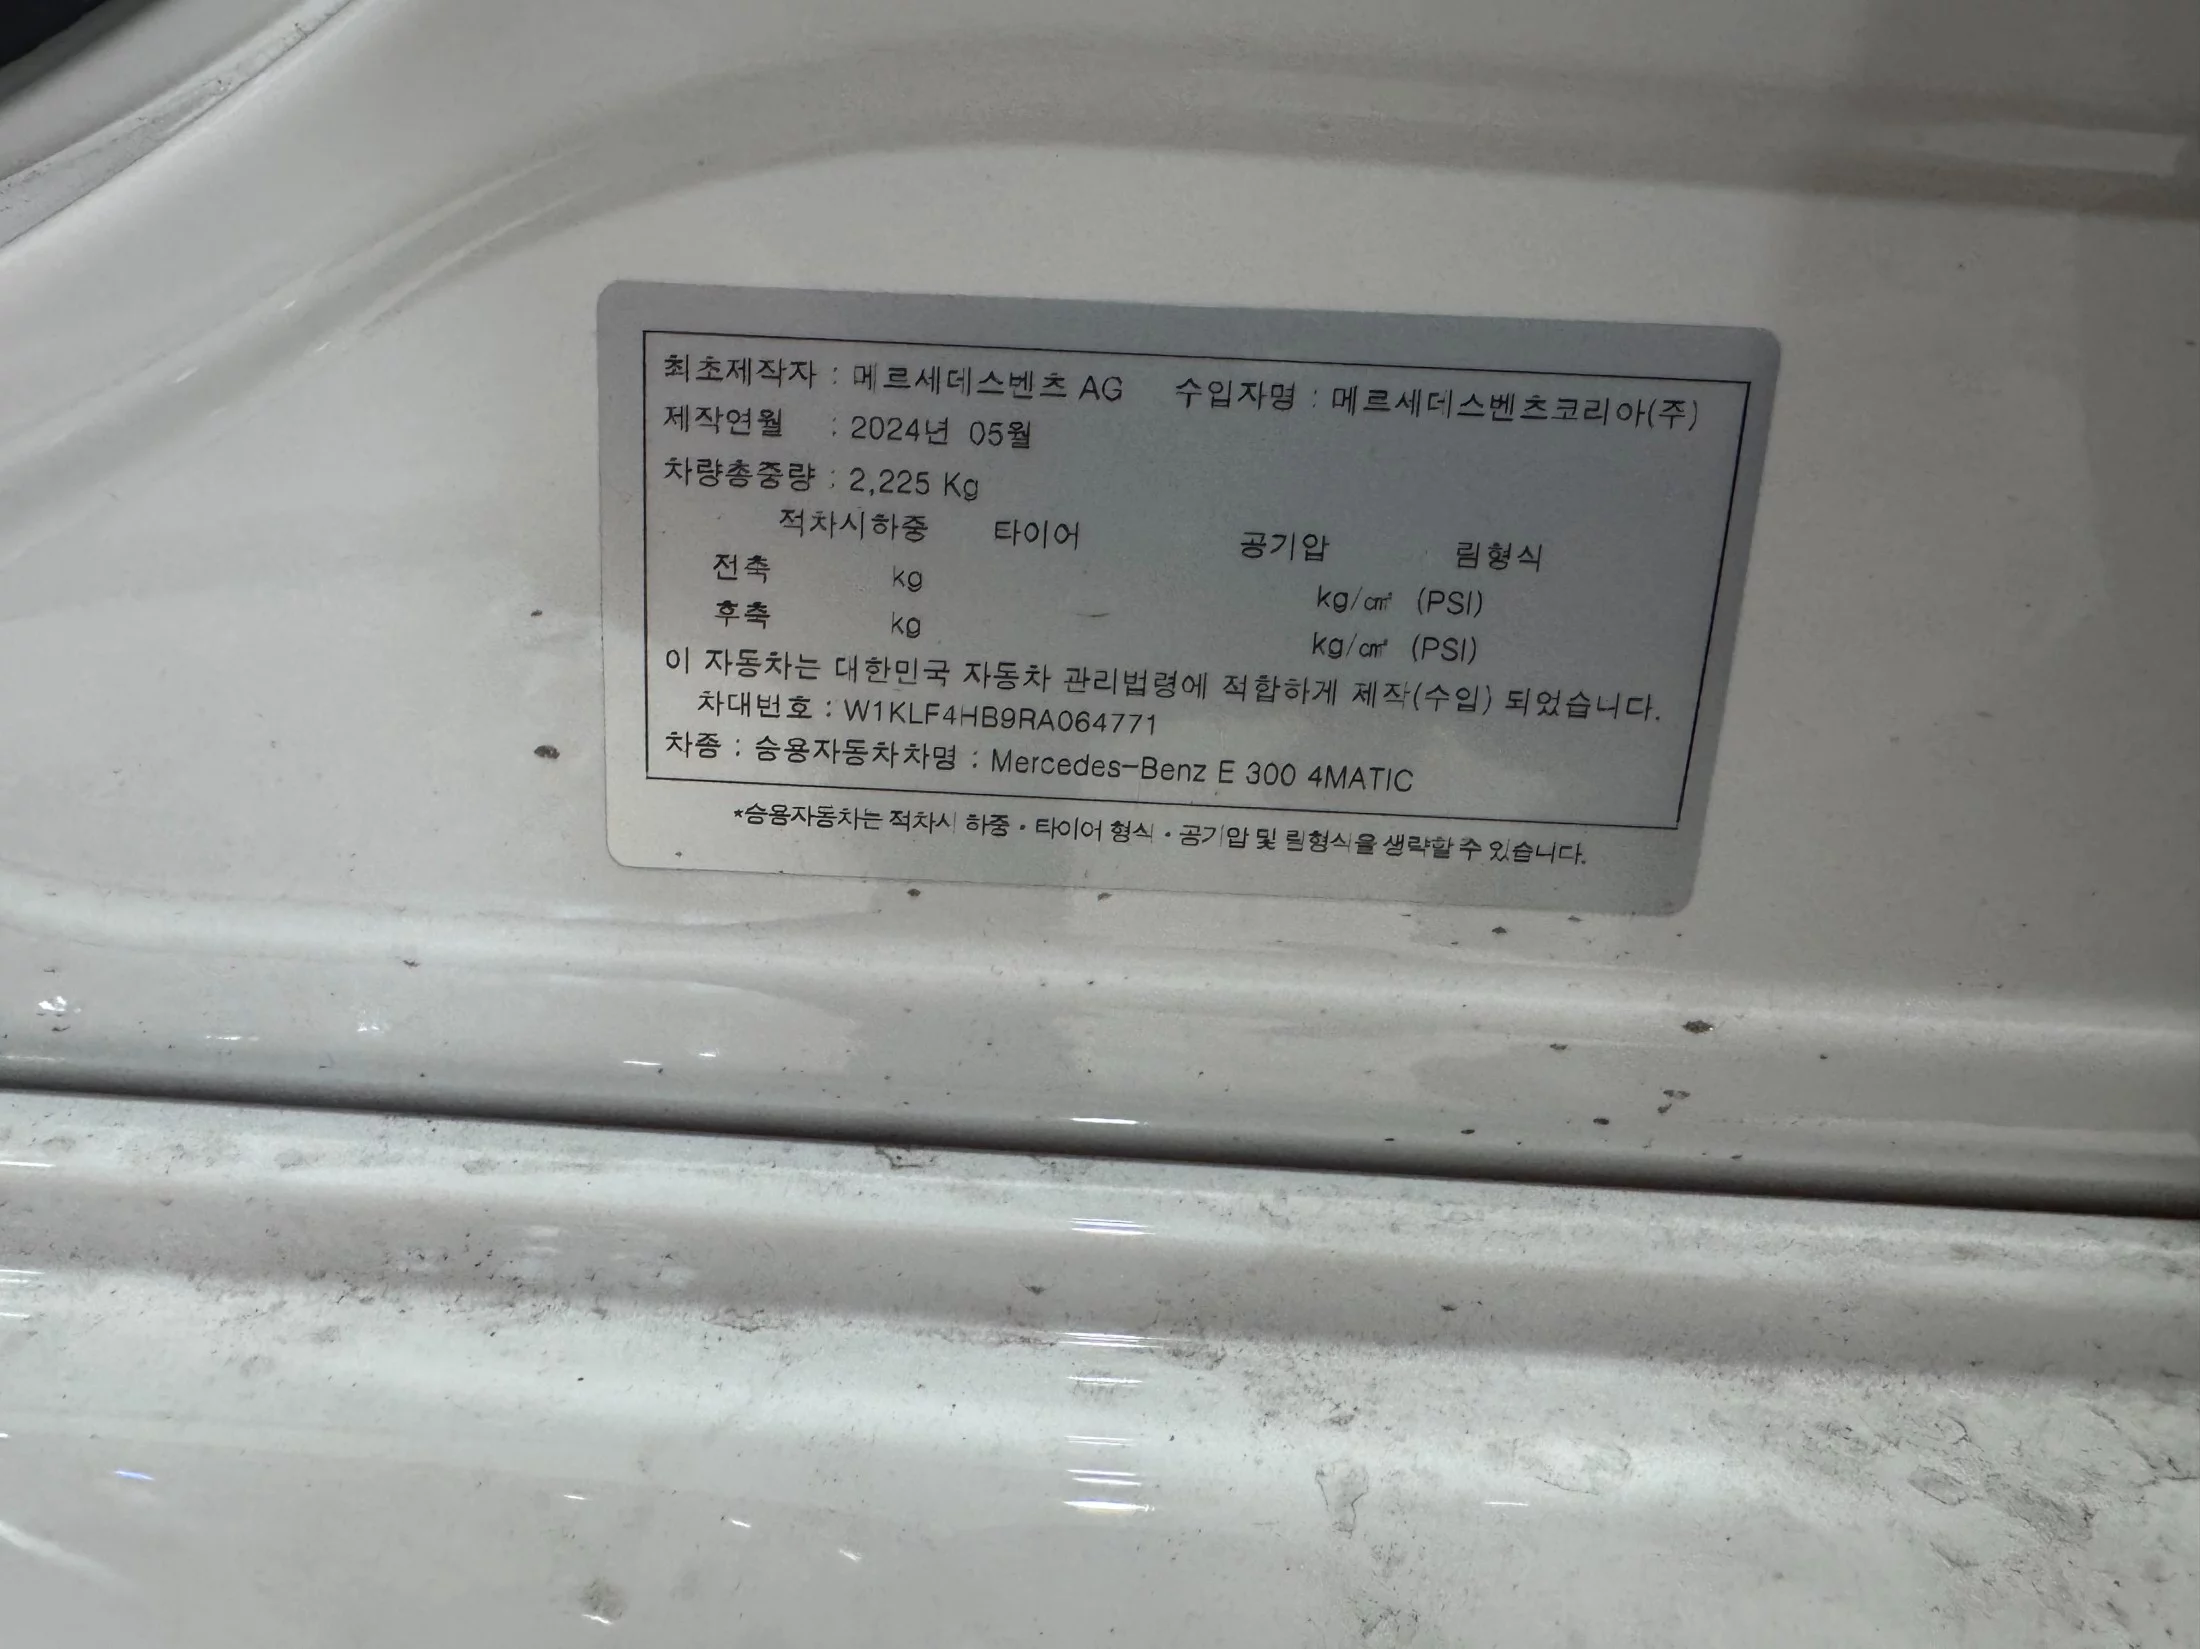 최초제작자 : 메르세데스벤츠 AG 수입자명 : 메르세데스벤츠코리아(주)
제작연월 : 2024년 05월
차량총중량 : 2,225 Kg
적차시하중 타이어 공기압 림형식
전축 kg kg/㎠ (PSI)
후축 kg kg/㎠ (PSI)
이 자동차는 대한민국 자동차 관리법령에 적합하게 제작(수입) 되었습니다.
차대번호 : W1KLF4HB9RA064771
차종 : 승용자동차차명 : Mercedes-Benz E 300 4MATIC
*승용자동차는 적차시 하중・타이어 형식・공기압 및 림형식을 생략할 수 있습니다.